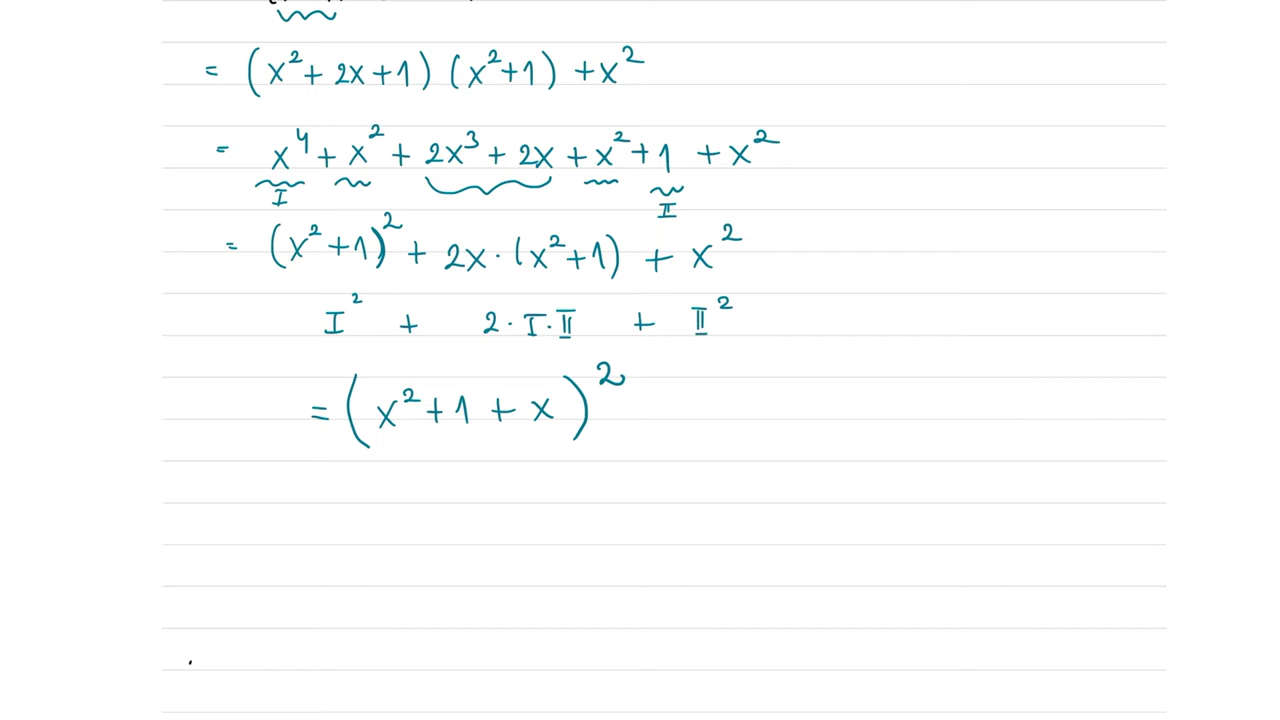 = (x² + 2x + 1) (x² + 1) + x²
= x⁴ + x² + 2x³ + 2x + x² + 1 + x²
I II
= (x² + 1)² + 2x · (x² + 1) + x²
I² + 2 · I · II + II²
= (x² + 1 + x)²